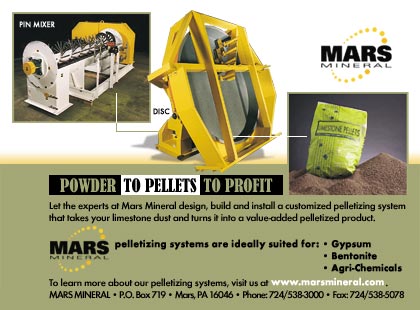 PIN MIXER
MARS
MINERAL
DISC
LIMESTONE PELLETS
POWDER TO PELLETS TO PROFIT
Let the experts at Mars Mineral design, build and install a customized pelletizing system
that takes your limestone dust and turns it into a value-added pelletized product.
MARS
MINERAL
pelletizing systems are ideally suited for: • Gypsum
• Bentonite
• Agri-Chemicals
To learn more about our pelletizing systems, visit us at www.marsmineral.com.
MARS MINERAL • P.O. Box 719 • Mars, PA 16046 • Phone: 724/538-3000 • Fax: 724/538-5078